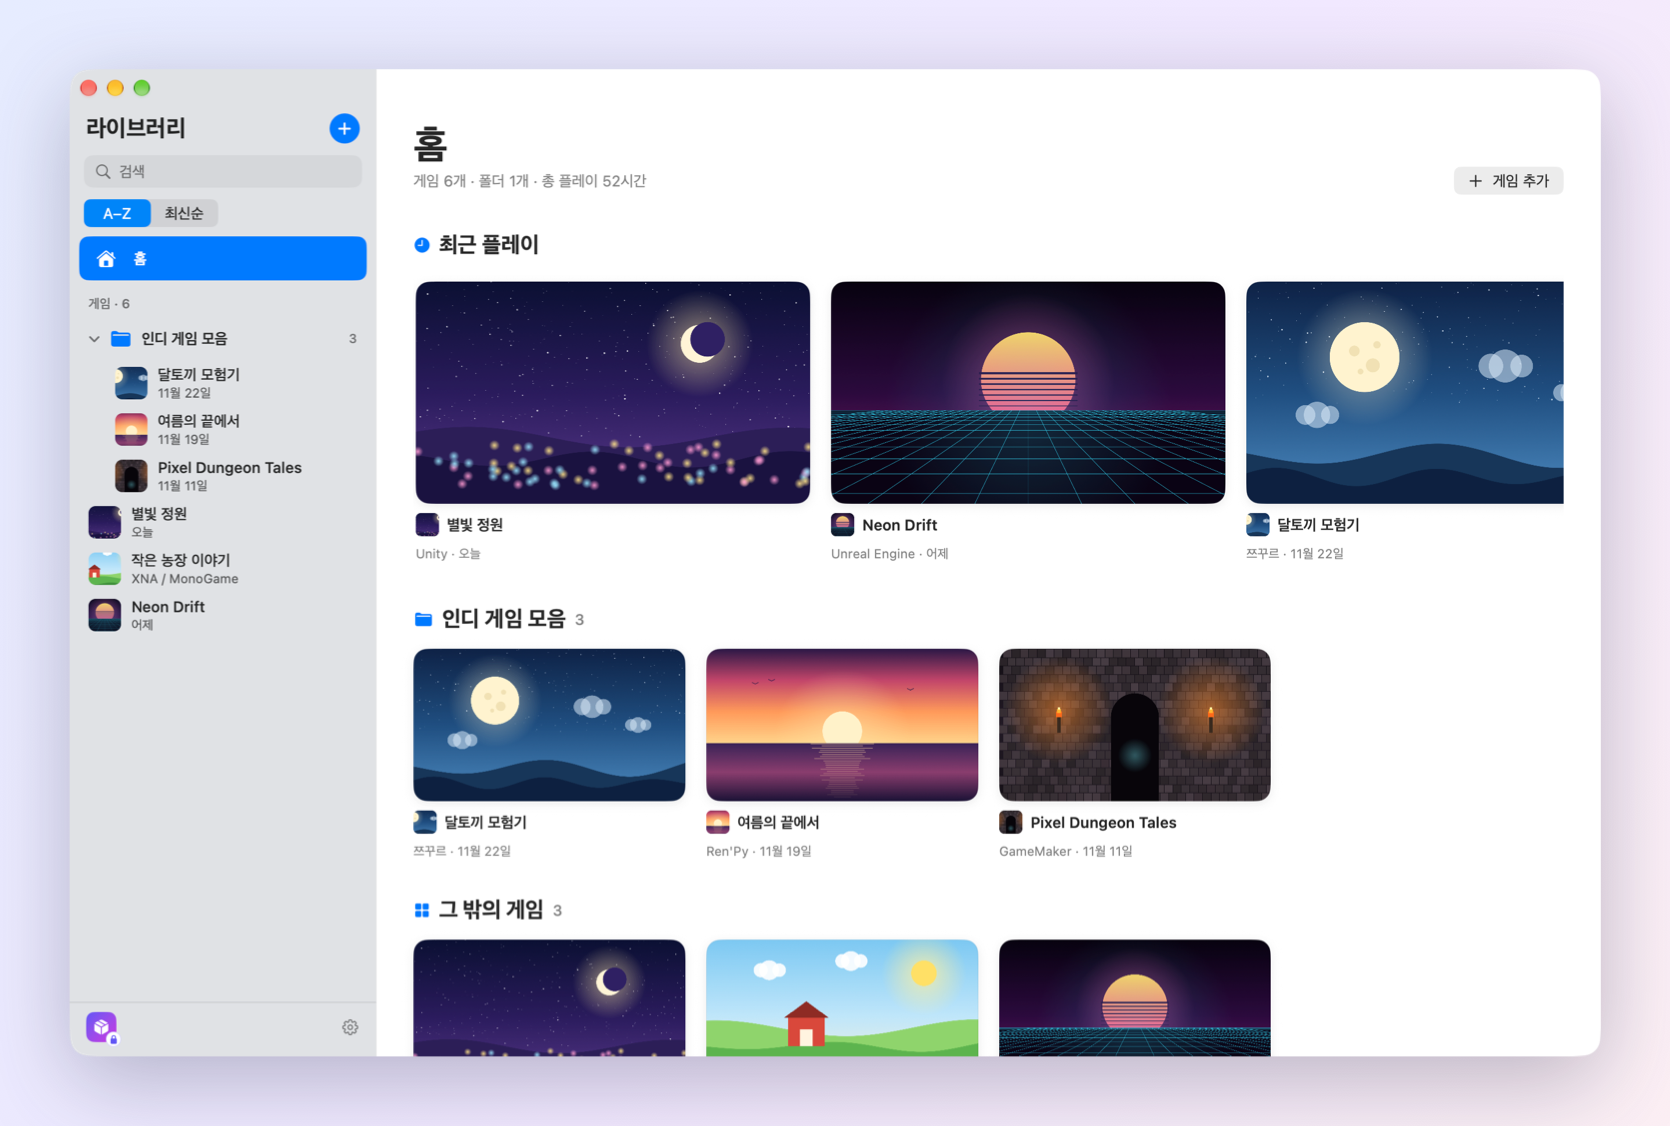 라이브러리
검색
A–Z 최신순
홈
게임 · 6
인디 게임 모음 3
달토끼 모험기
11월 22일
여름의 끝에서
11월 19일
Pixel Dungeon Tales
11월 11일
별빛 정원
오늘
작은 농장 이야기
XNA / MonoGame
Neon Drift
어제
홈
게임 6개 · 폴더 1개 · 총 플레이 52시간
게임 추가
최근 플레이
별빛 정원
Unity · 오늘
Neon Drift
Unreal Engine · 어제
달토끼 모험기
쯔꾸르 · 11월 22일
인디 게임 모음 3
달토끼 모험기
쯔꾸르 · 11월 22일
여름의 끝에서
Ren'Py · 11월 19일
Pixel Dungeon Tales
GameMaker · 11월 11일
그 밖의 게임 3